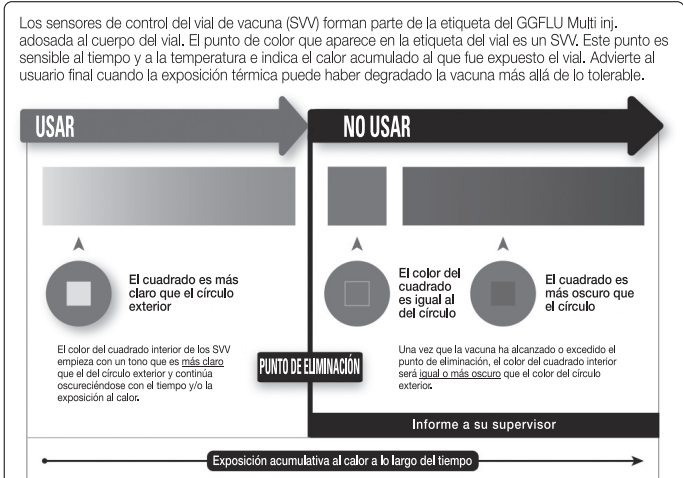 Los sensores de control del vial de vacuna (SVV) forman parte de la etiqueta del GGFLU Multi inj.
adosada al cuerpo del vial. El punto de color que aparece en la etiqueta del vial es un SVV. Este punto es
sensible al tiempo y a la temperatura e indica el calor acumulado al que fue expuesto el vial. Advierte al
usuario final cuando la exposición térmica puede haber degradado la vacuna más allá de lo tolerable.
USAR
NO USAR
El cuadrado es más
claro que el círculo
exterior
El color del
cuadrado
es igual al
del círculo
El cuadrado es
más oscuro que
el círculo
El color del cuadrado interior de los SVV
empieza con un tono que es más claro
que el del círculo exterior y continúa
oscureciéndose con el tiempo y/o la
exposición al calor.
PUNTO DE ELIMINACIÓN
Una vez que la vacuna ha alcanzado o excedido el
punto de eliminación, el color del cuadrado interior
será igual o más oscuro que el color del círculo
exterior.
Informe a su supervisor
Exposición acumulativa al calor a lo largo del tiempo